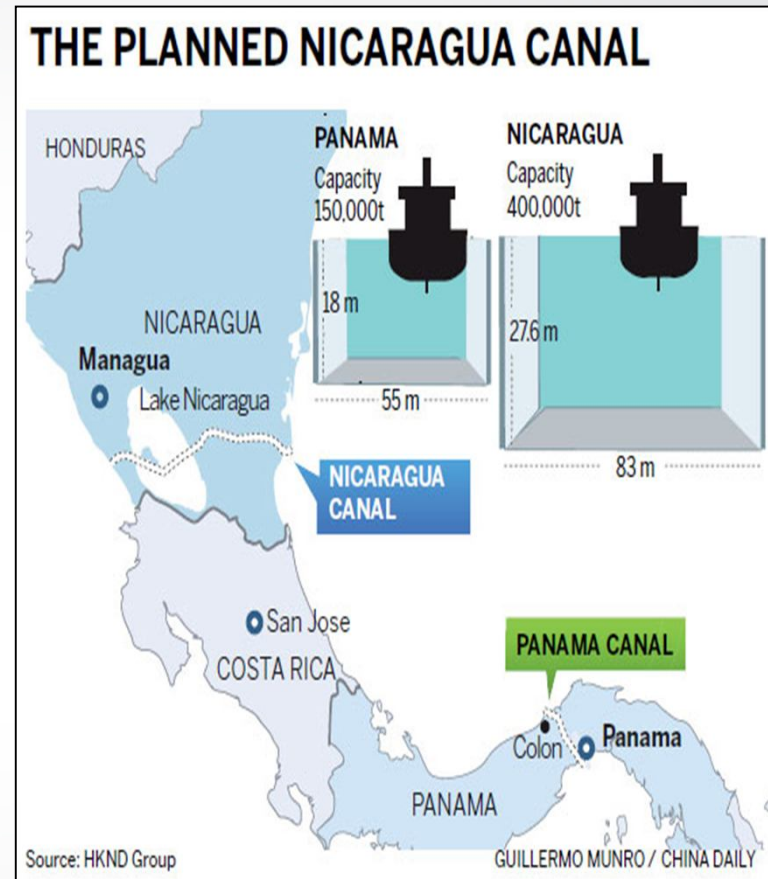 THE PLANNED NICARAGUA CANAL
HONDURAS
PANAMA
Capacity
150,000t
NICARAGUA
Capacity
400,000t
18 m
55 m
27.6 m
83 m
NICARAGUA
Managua
Lake Nicaragua
NICARAGUA
CANAL
San Jose
COSTA RICA
PANAMA CANAL
Colon
Panama
PANAMA
Source: HKND Group
GUILLERMO MUNRO / CHINA DAILY